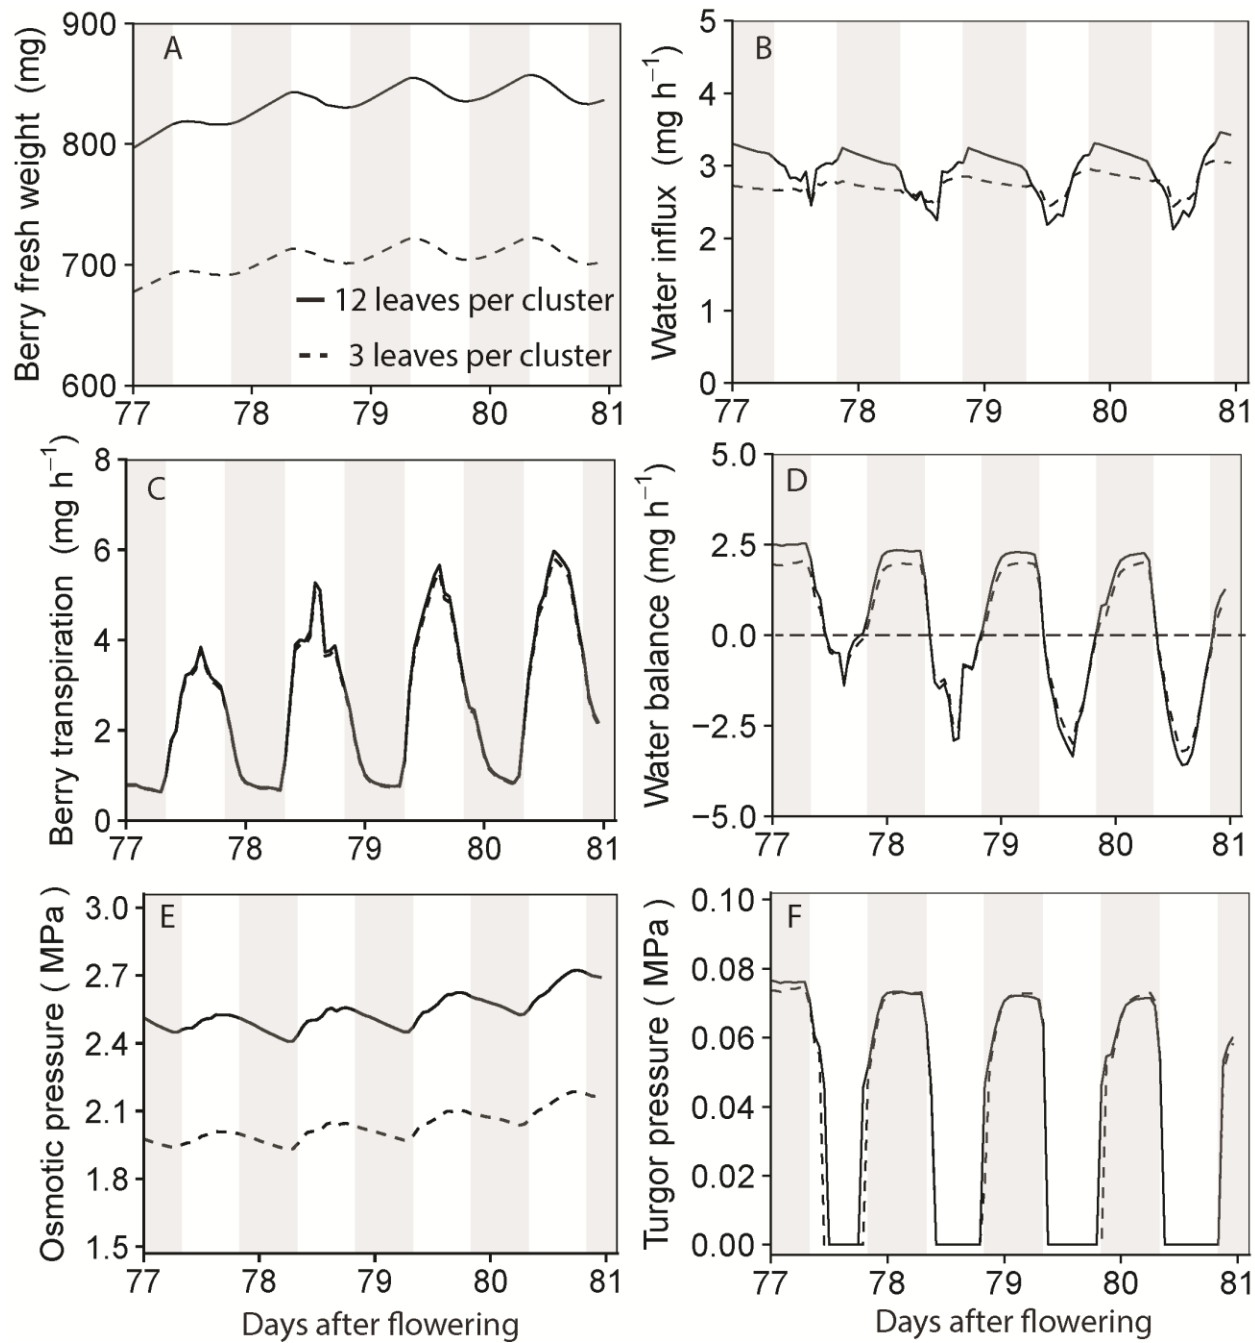 A
Berry fresh weight (mg)
900
800
700
600
77 78 79 80 81
12 leaves per cluster
3 leaves per cluster
B
Water influx (mg h⁻¹)
5
4
3
2
1
0
77 78 79 80 81
C
Berry transpiration (mg h⁻¹)
8
6
4
2
0
77 78 79 80 81
D
Water balance (mg h⁻¹)
5.0
2.5
0.0
−2.5
−5.0
77 78 79 80 81
E
Osmotic pressure ( MPa)
3.0
2.7
2.4
2.1
1.8
1.5
77 78 79 80 81
Days after flowering
F
Turgor pressure ( MPa)
0.10
0.08
0.06
0.04
0.02
0.00
77 78 79 80 81
Days after flowering